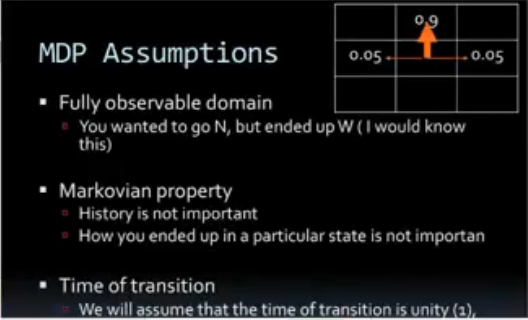 0.9
MDP Assumptions
0.05
0.05
▪ Fully observable domain
▫ You wanted to go N, but ended up W ( I would know
this)
▪ Markovian property
▫ History is not important
▫ How you ended up in a particular state is not importan
▪ Time of transition
▫ We will assume that the time of transition is unity (1),